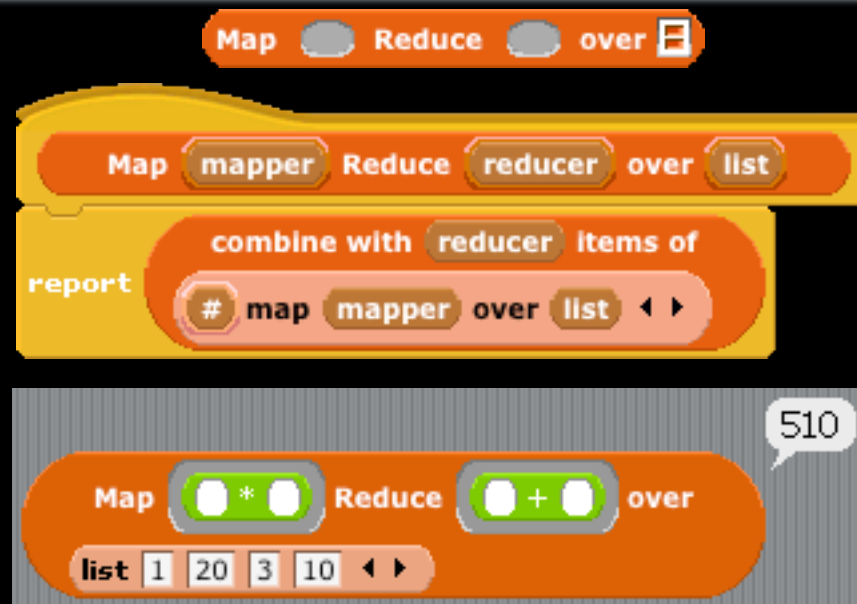 Map Reduce over
Map mapper Reduce reducer over list
combine with reducer items of
report
# map mapper over list
510
Map * Reduce + over
list 1 20 3 10